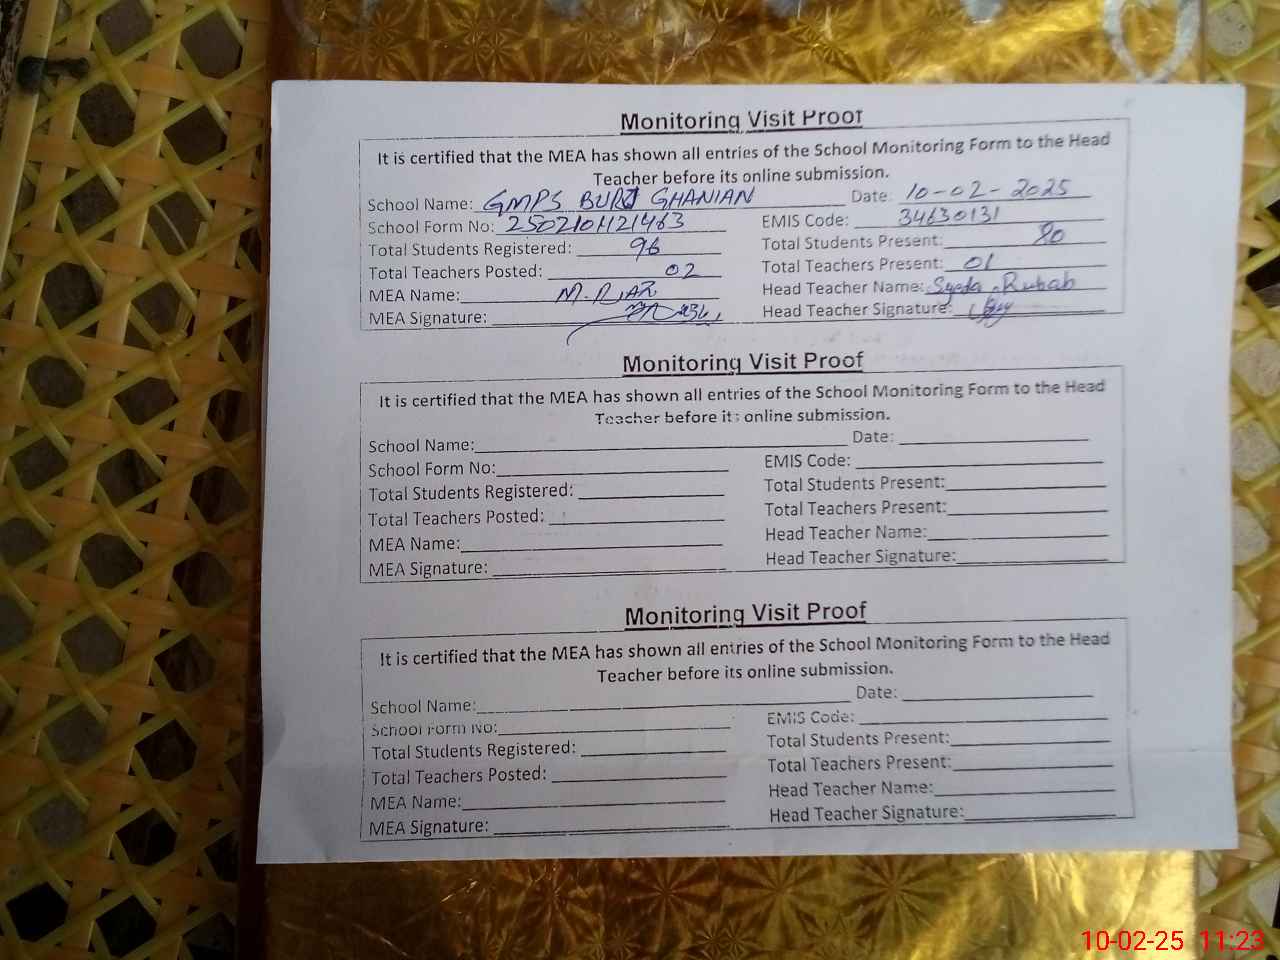 Monitoring Visit Proof
It is certified that the MEA has shown all entries of the School Monitoring Form to the Head
Teacher before its online submission.
School Name: GMPS BURJ GHANIAN Date: 10-02-2025
School Form No: 2502101121463 EMIS Code: 34630131
Total Students Registered: 96 Total Students Present: 80
Total Teachers Posted: 02 Total Teachers Present: 01
MEA Name: M. Head Teacher Name: Syeda Rubab
MEA Signature: Head Teacher Signature:
Monitoring Visit Proof
It is certified that the MEA has shown all entries of the School Monitoring Form to the Head
Teacher before its online submission.
School Name: Date:
School Form No: EMIS Code:
Total Students Registered: Total Students Present:
Total Teachers Posted: Total Teachers Present:
MEA Name: Head Teacher Name:
MEA Signature: Head Teacher Signature:
Monitoring Visit Proof
It is certified that the MEA has shown all entries of the School Monitoring Form to the Head
Teacher before its online submission.
School Name: Date:
School Form No: EMIS Code:
Total Students Registered: Total Students Present:
Total Teachers Posted: Total Teachers Present:
MEA Name: Head Teacher Name:
MEA Signature: Head Teacher Signature:
10-02-25 11:23